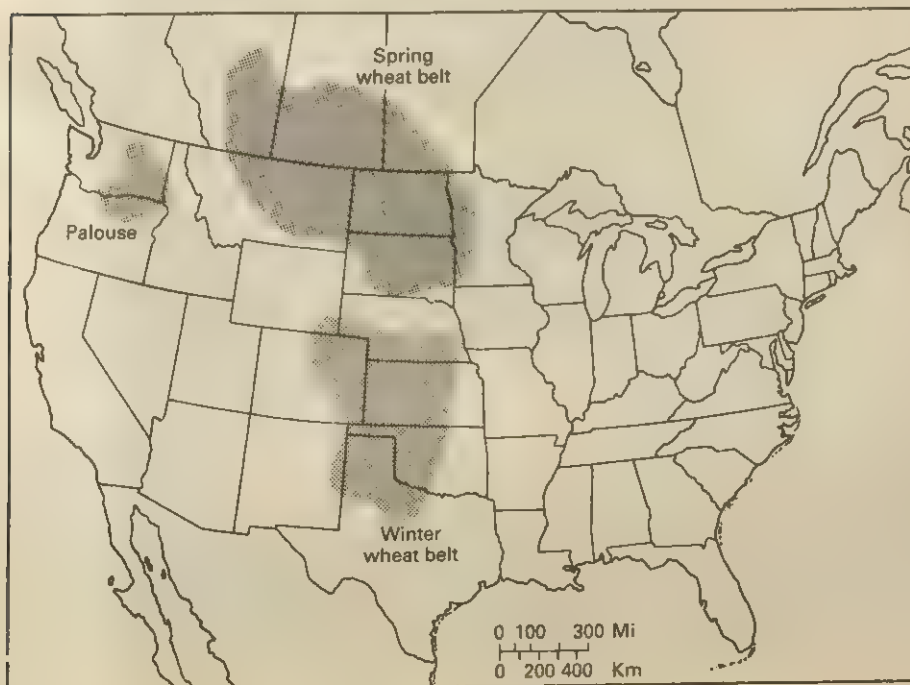 Spring
wheat belt
Palouse
Winter
wheat belt
0 100 300 Mi
0 200 400 Km